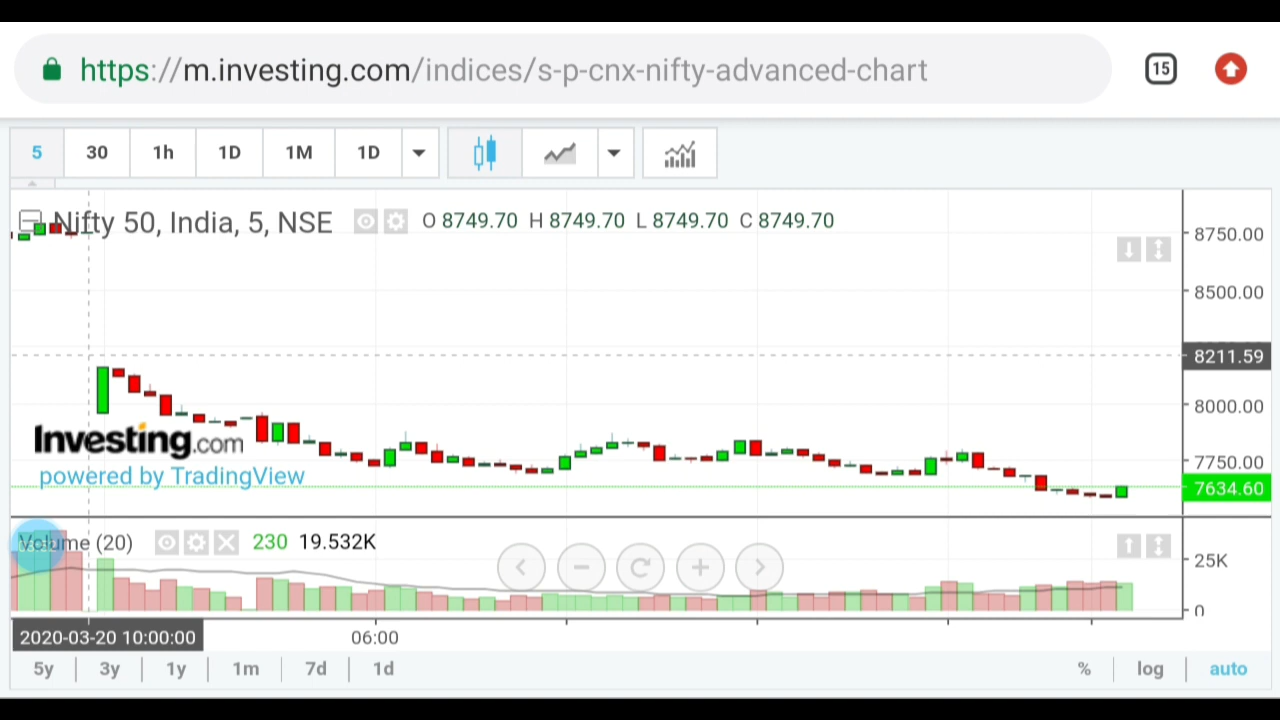 https://m.investing.com/indices/s-p-cnx-nifty-advanced-chart 15
5 30 1h 1D 1M 1D
Nifty 50, India, 5, NSE O 8749.70 H 8749.70 L 8749.70 C 8749.70
8750.00
8500.00
8211.59
8000.00
7750.00
7634.60
Investing.com
powered by TradingView
Volume (20) 230 19.532K
25K
0
2020-03-20 10:00:00 06:00
5y 3y 1y 1m 7d 1d % log auto